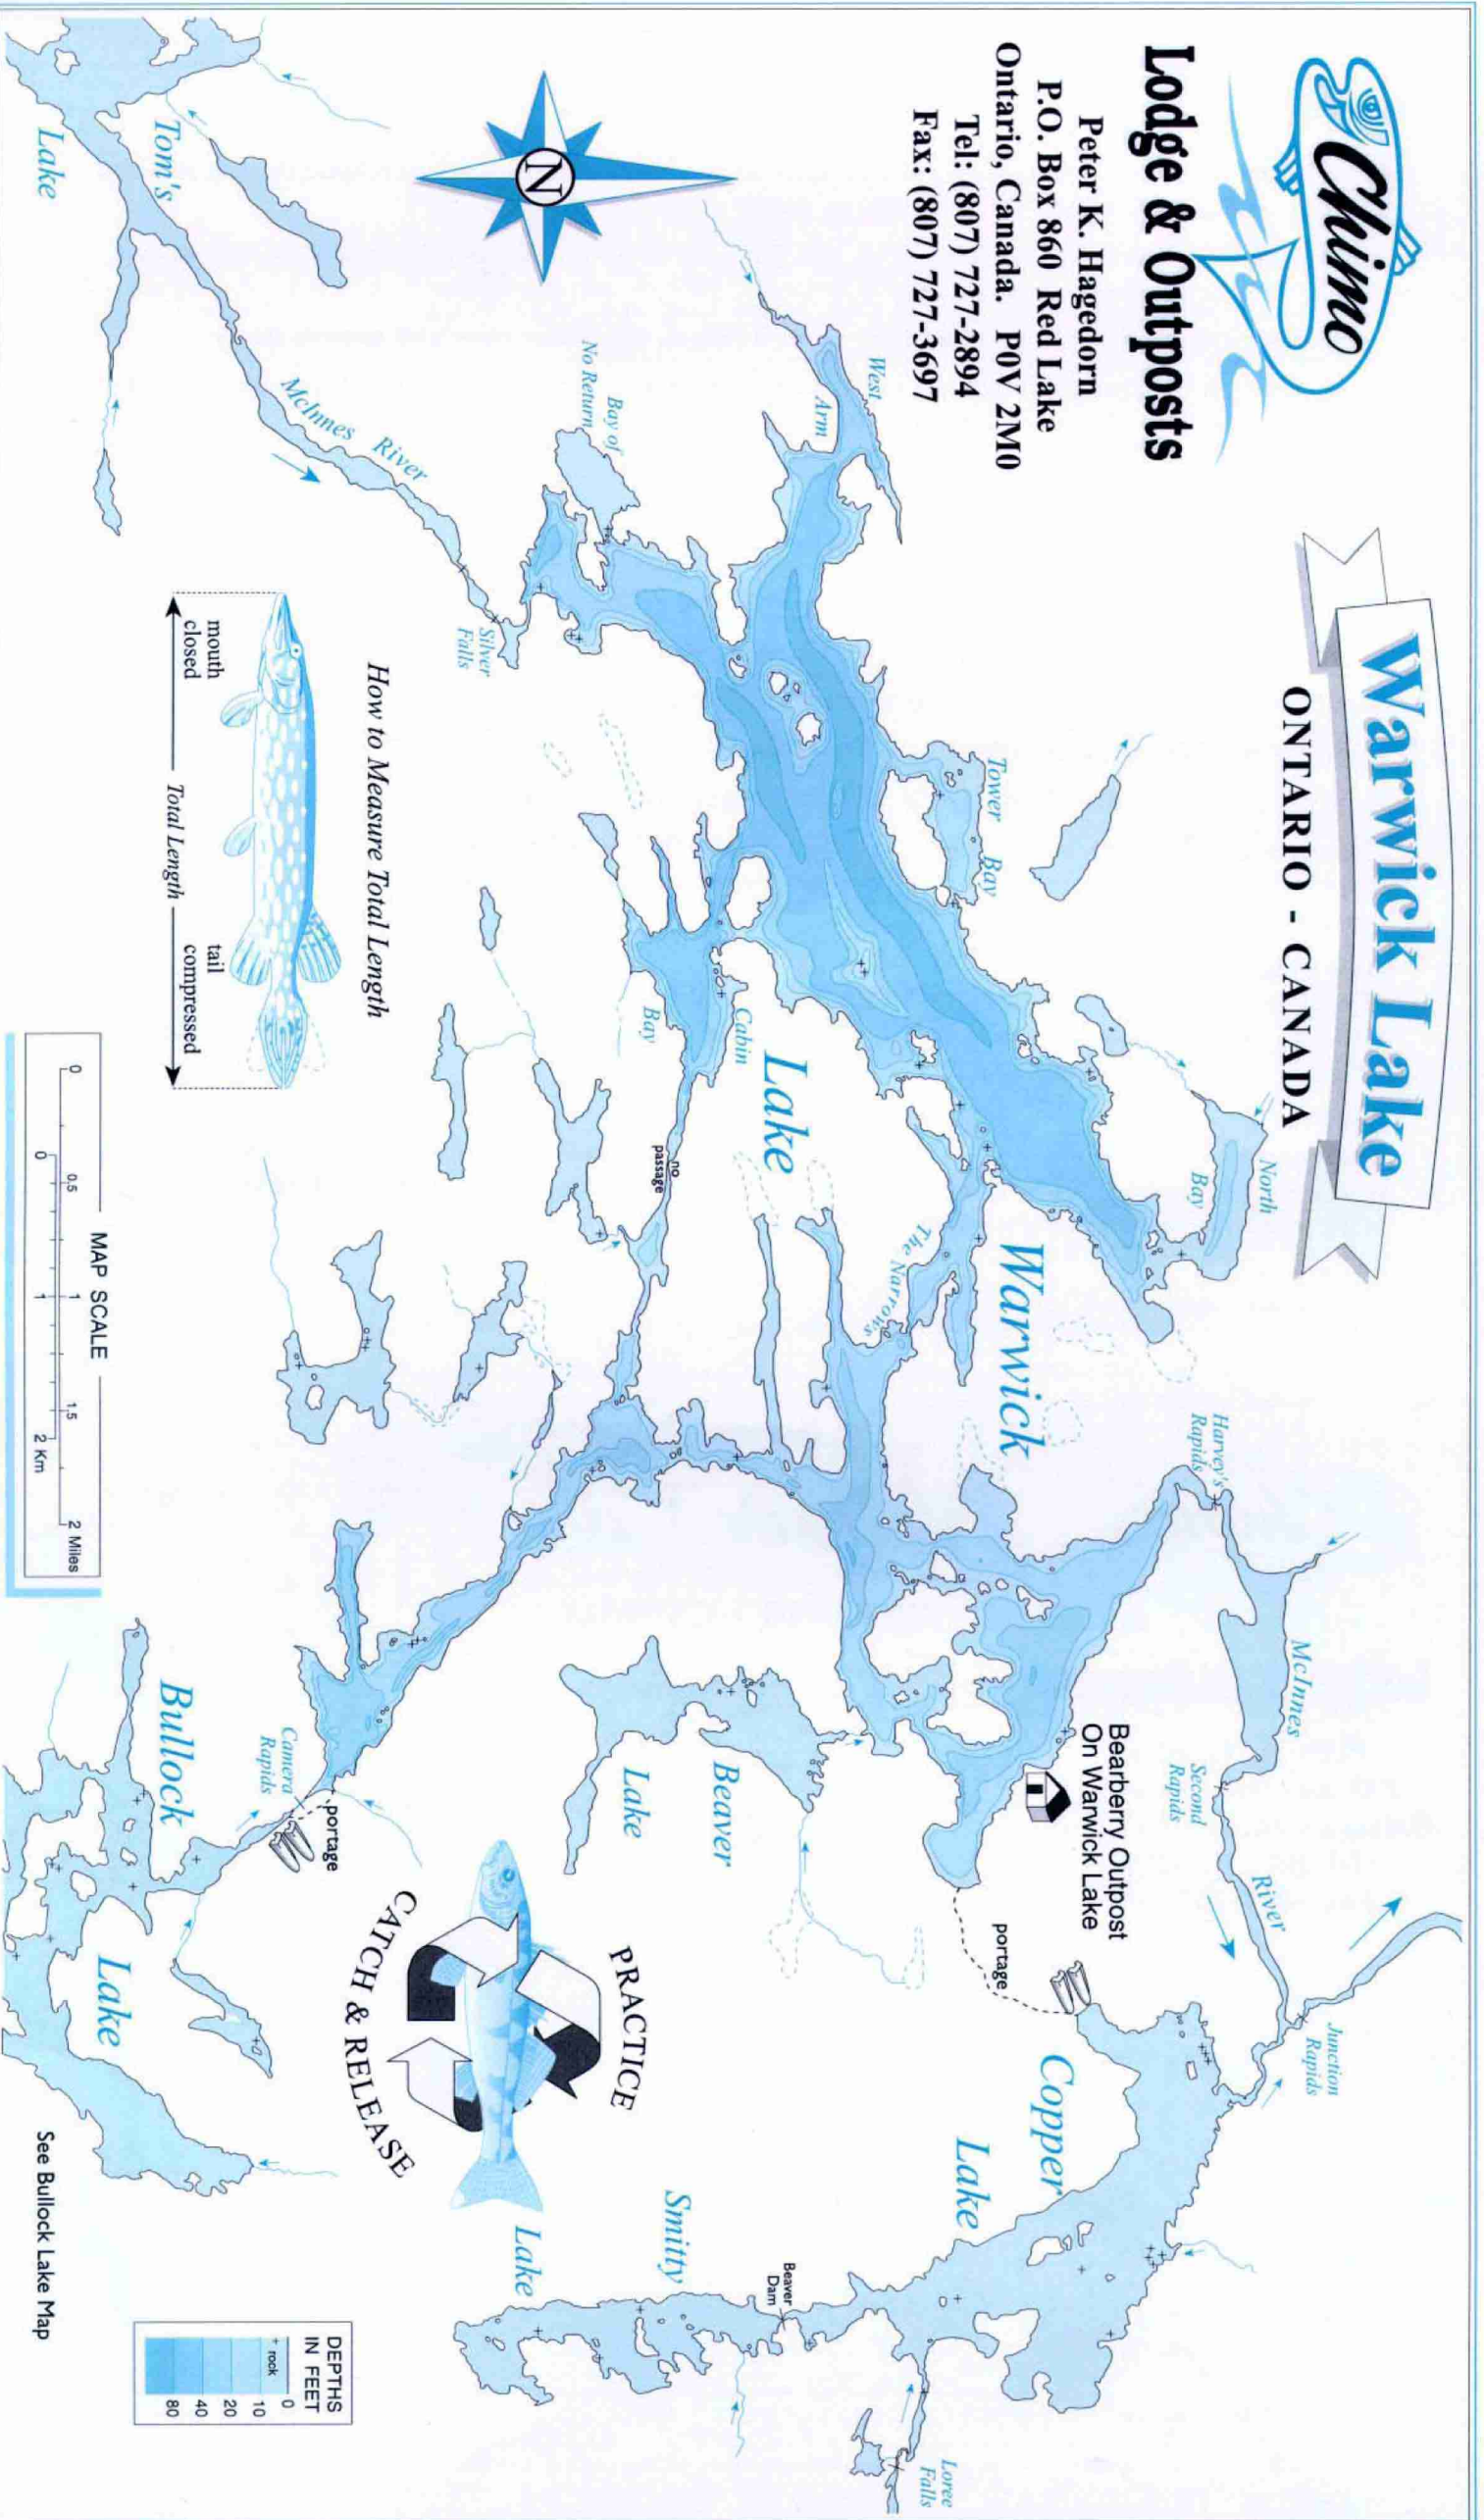 Chimo
Lodge & Outposts
Peter K. Hagedorn
P.O. Box 860 Red Lake
Ontario, Canada. P0V 2M0
Tel: (807) 727-2894
Fax: (807) 727-3697
Warwick Lake
ONTARIO - CANADA
N
West
Arm
Bay of
No Return
Tom's
Lake
McInnes River
Silver
Falls
Tower Bay
North
Bay
Cabin
Bay
Lake
Warwick
The Narrows
no
passage
Harvey's
Rapids
McInnes
River
Second
Rapids
Junction
Rapids
Bearberry Outpost
On Warwick Lake
portage
Copper
Lake
Beaver
Lake
Smitty
Lake
Beaver
Dam
Loree
Falls
Bullock
Lake
Camera
Rapids
portage
See Bullock Lake Map
How to Measure Total Length
mouth
closed
Total Length
tail
compressed
PRACTICE
CATCH & RELEASE
MAP SCALE
0 0.5 1 1.5 2 Miles
0 1 2 Km
DEPTHS
IN FEET
+ rock
0
10
20
40
80